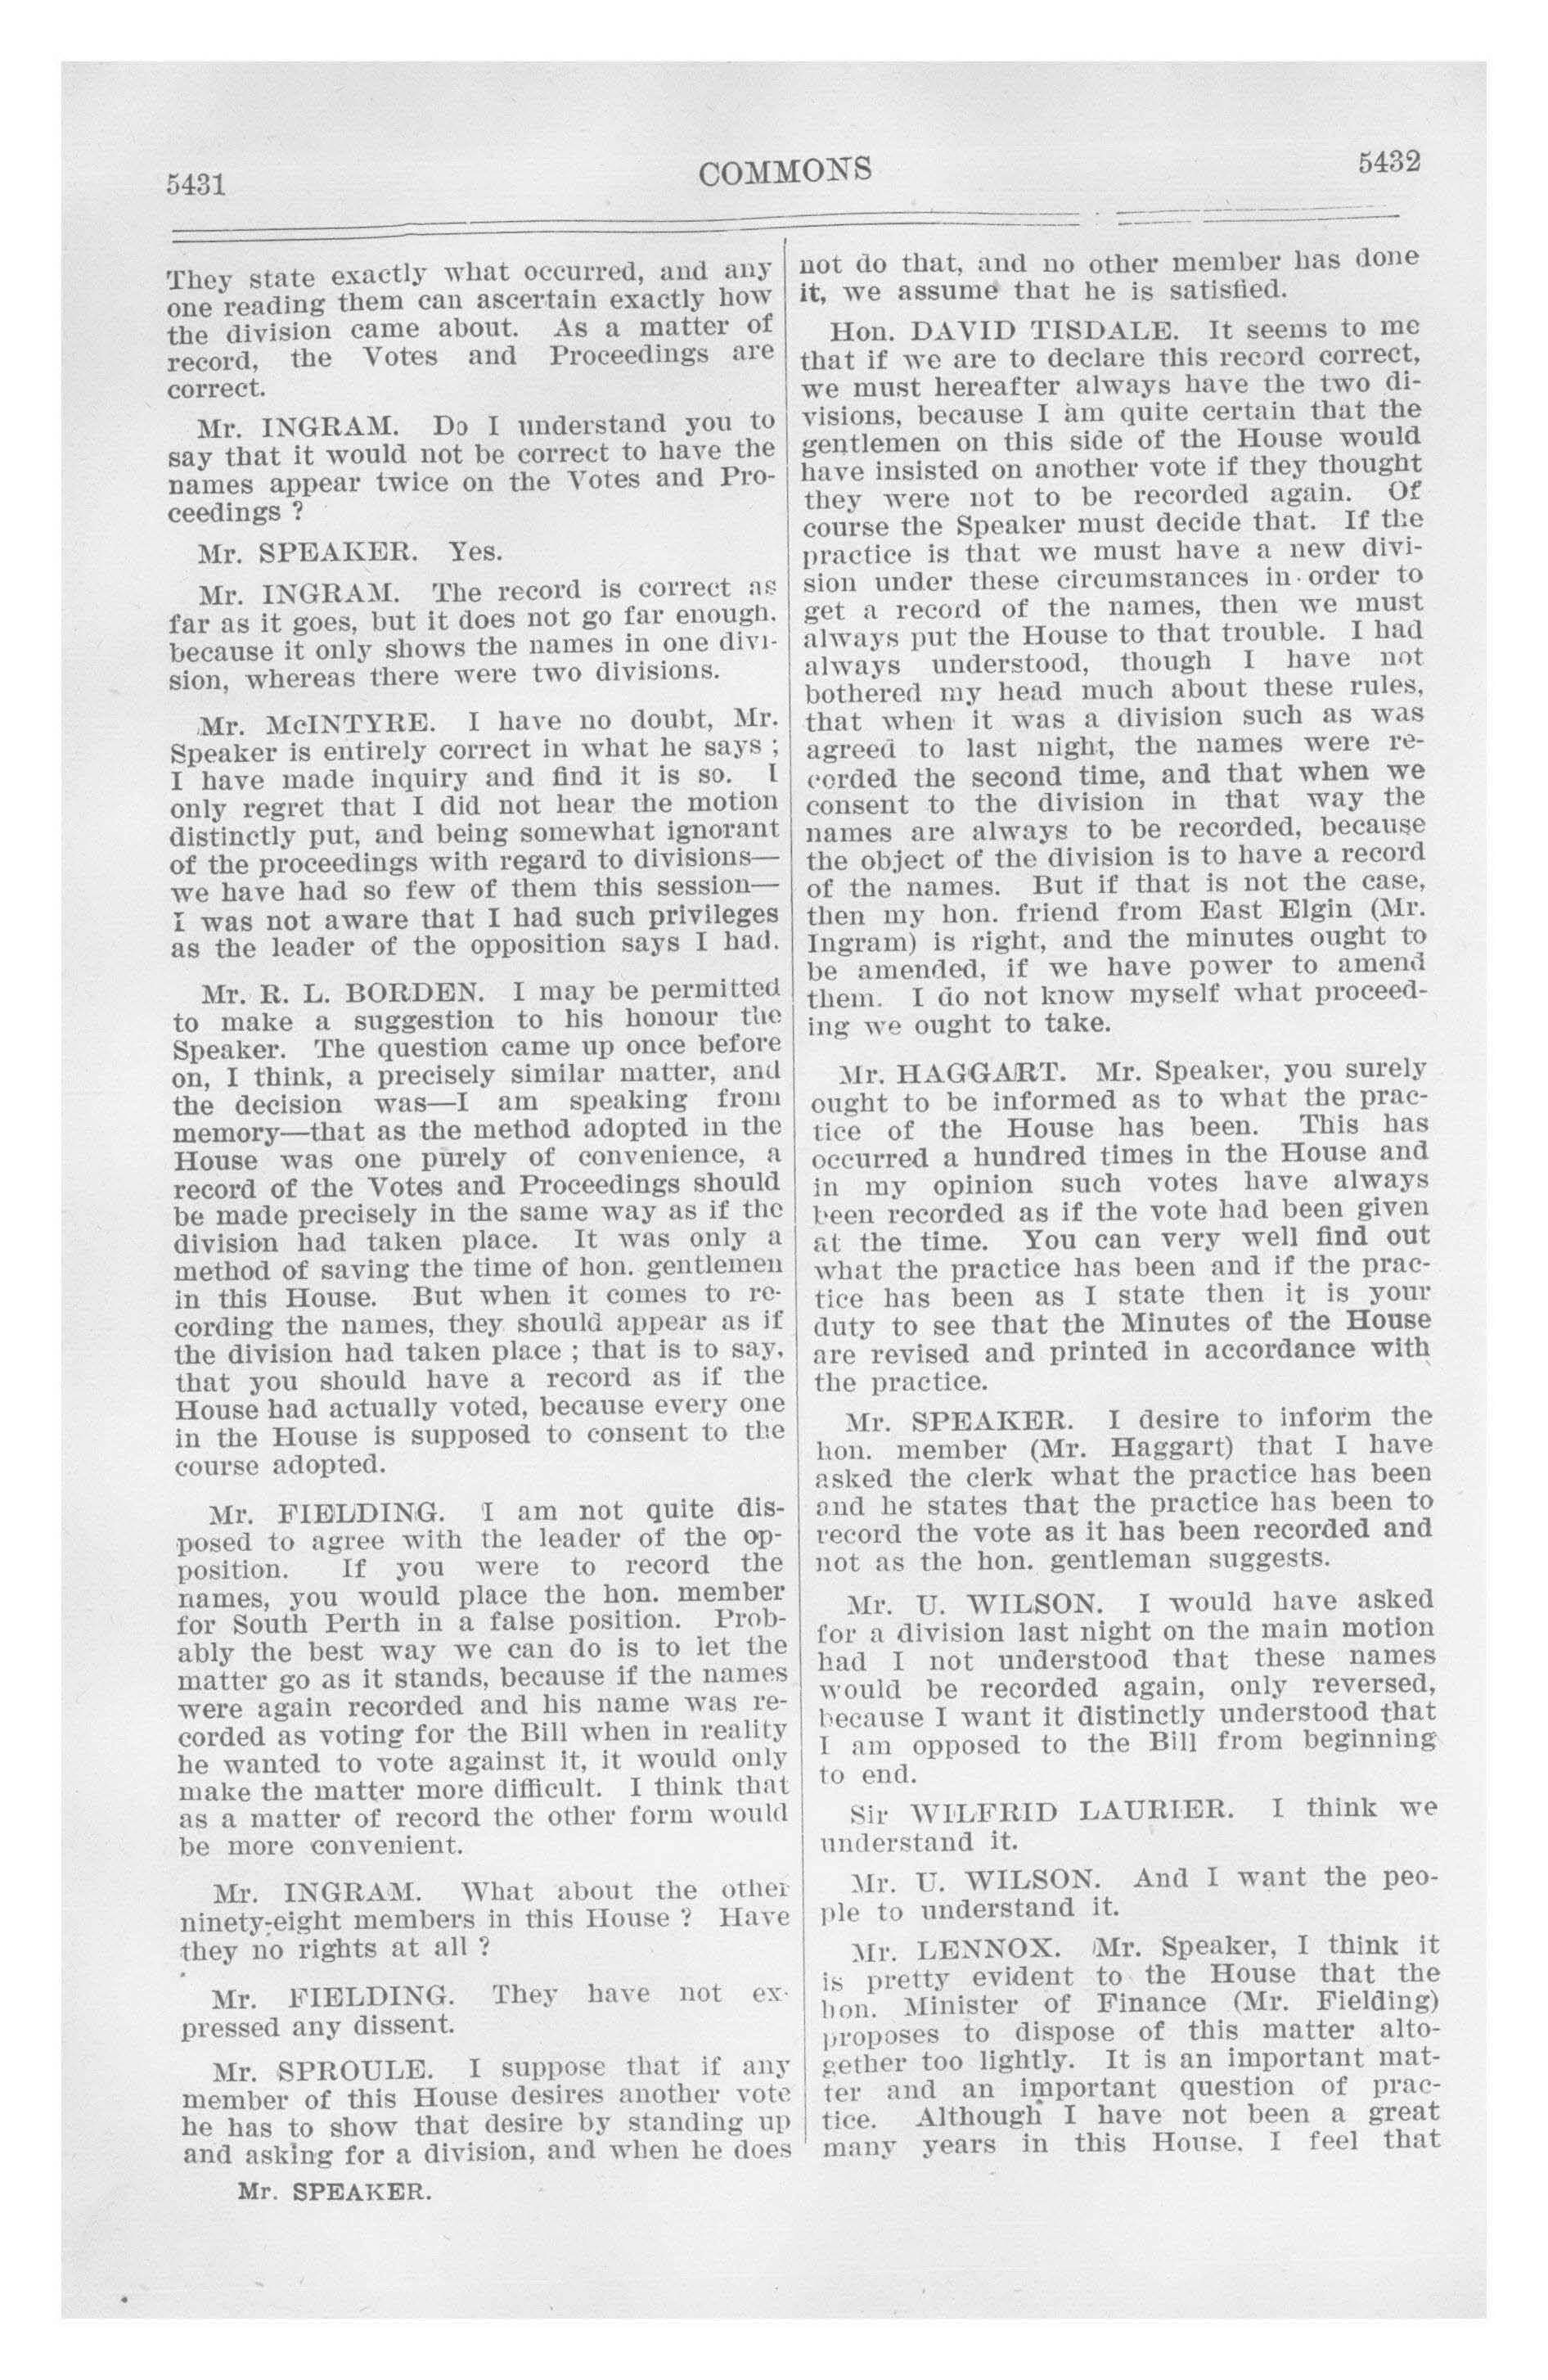 5431
COMMONS
5432
They state exactly what occurred, and any
one reading them can ascertain exactly how
the division came about. As a matter of
record, the Votes and Proceedings are
correct.
Mr. INGRAM. Do I understand you to
say that it would not be correct to have the
names appear twice on the Votes and Pro-
ceedings ?
Mr. SPEAKER. Yes.
Mr. INGRAM. The record is correct as
far as it goes, but it does not go far enough,
because it only shows the names in one divi-
sion, whereas there were two divisions.
Mr. McINTYRE. I have no doubt, Mr.
Speaker is entirely correct in what he says ;
I have made inquiry and find it is so. I
only regret that I did not hear the motion
distinctly put, and being somewhat ignorant
of the proceedings with regard to divisions—
we have had so few of them this session—
I was not aware that I had such privileges
as the leader of the opposition says I had.
Mr. R. L. BORDEN. I may be permitted
to make a suggestion to his honour the
Speaker. The question came up once before
on, I think, a precisely similar matter, and
the decision was—I am speaking from
memory—that as the method adopted in the
House was one purely of convenience, a
record of the Votes and Proceedings should
be made precisely in the same way as if the
division had taken place. It was only a
method of saving the time of hon. gentlemen
in this House. But when it comes to re-
cording the names, they should appear as if
the division had taken place ; that is to say,
that you should have a record as if the
House had actually voted, because every one
in the House is supposed to consent to the
course adopted.
Mr. FIELDING. I am not quite dis-
posed to agree with the leader of the op-
position. If you were to record the
names, you would place the hon. member
for South Perth in a false position. Prob-
ably the best way we can do is to let the
matter go as it stands, because if the names
were again recorded and his name was re-
corded as voting for the Bill when in reality
he wanted to vote against it, it would only
make the matter more difficult. I think that
as a matter of record the other form would
be more convenient.
Mr. INGRAM. What about the other
ninety-eight members in this House ? Have
they no rights at all ?
Mr. FIELDING. They have not ex-
pressed any dissent.
Mr. SPROULE. I suppose that if any
member of this House desires another vote
he has to show that desire by standing up
and asking for a division, and when he does
Mr. SPEAKER.
not do that, and no other member has done
it, we assume that he is satisfied.
Hon. DAVID TISDALE. It seems to me
that if we are to declare this record correct,
we must hereafter always have the two di-
visions, because I am quite certain that the
gentlemen on this side of the House would
have insisted on another vote if they thought
they were not to be recorded again. Of
course the Speaker must decide that. If the
practice is that we must have a new divi-
sion under these circumstances in order to
get a record of the names, then we must
always put the House to that trouble. I had
always understood, though I have not
bothered my head much about these rules,
that when it was a division such as was
agreed to last night, the names were re-
corded the second time, and that when we
consent to the division in that way the
names are always to be recorded, because
the object of the division is to have a record
of the names. But if that is not the case,
then my hon. friend from East Elgin (Mr.
Ingram) is right, and the minutes ought to
be amended, if we have power to amend
them. I do not know myself what proceed-
ing we ought to take.
Mr. HAGGART. Mr. Speaker, you surely
ought to be informed as to what the prac-
tice of the House has been. This has
occurred a hundred times in the House and
in my opinion such votes have always
been recorded as if the vote had been given
at the time. You can very well find out
what the practice has been and if the prac-
tice has been as I state then it is your
duty to see that the Minutes of the House
are revised and printed in accordance with
the practice.
Mr. SPEAKER. I desire to inform the
hon. member (Mr. Haggart) that I have
asked the clerk what the practice has been
and he states that the practice has been to
record the vote as it has been recorded and
not as the hon. gentleman suggests.
Mr. U. WILSON. I would have asked
for a division last night on the main motion
had I not understood that these names
would be recorded again, only reversed,
because I want it distinctly understood that
I am opposed to the Bill from beginning
to end.
Sir WILFRID LAURIER. I think we
understand it.
Mr. U. WILSON. And I want the peo-
ple to understand it.
Mr. LENNOX. Mr. Speaker, I think it
is pretty evident to the House that the
hon. Minister of Finance (Mr. Fielding)
proposes to dispose of this matter alto-
gether too lightly. It is an important mat-
ter and an important question of prac-
tice. Although I have not been a great
many years in this House, I feel that